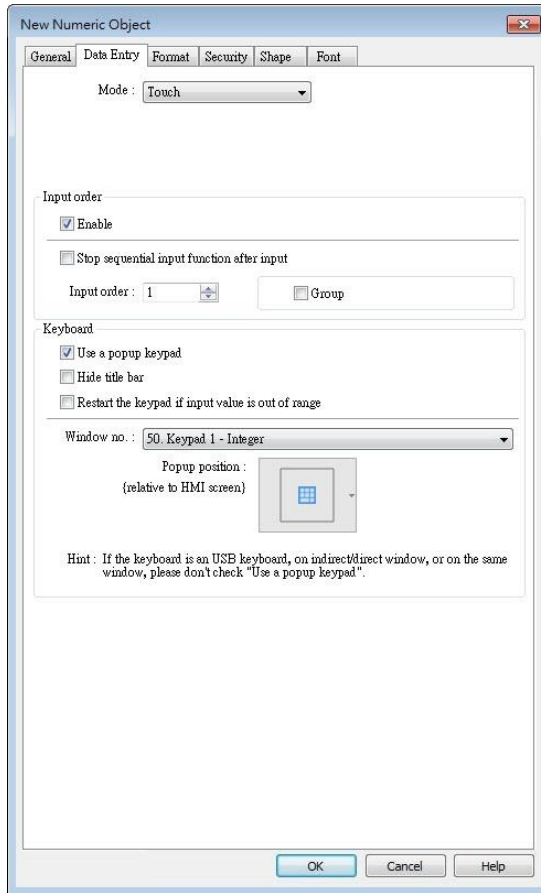 New Numeric Object
General Data Entry Format Security Shape Font
Mode : Touch
Input order
Enable
Stop sequential input function after input
Input order : 1 Group
Keyboard
Use a popup keypad
Hide title bar
Restart the keypad if input value is out of range
Window no. : 50. Keypad 1 - Integer
Popup position :
{relative to HMI screen}
Hint : If the keyboard is an USB keyboard, on indirect/direct window, or on the same
window, please don't check "Use a popup keypad".
OK Cancel Help